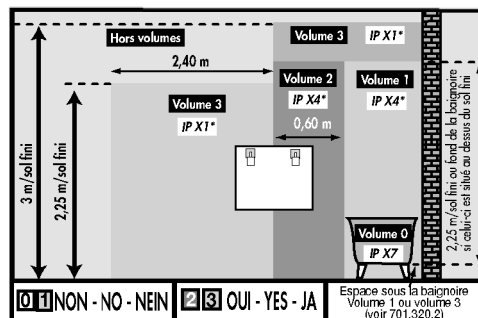 Hors volumes
Volume 3
IP X1*
2,40 m
Volume 2
IP X4*
0,60 m
Volume 1
IP X4*
Volume 3
IP X1*
3 m/sol fini
2,25 m/sol fini
2,25 m/sol fini ou fond de la baignoire
si celui-ci est situé au dessus du sol fini
Volume 0
IP X7
0 1 NON - NO - NEIN
2 3 OUI - YES - JA
Espace sous la baignoire
Volume 1 ou volume 3
(voir 701.320.2)